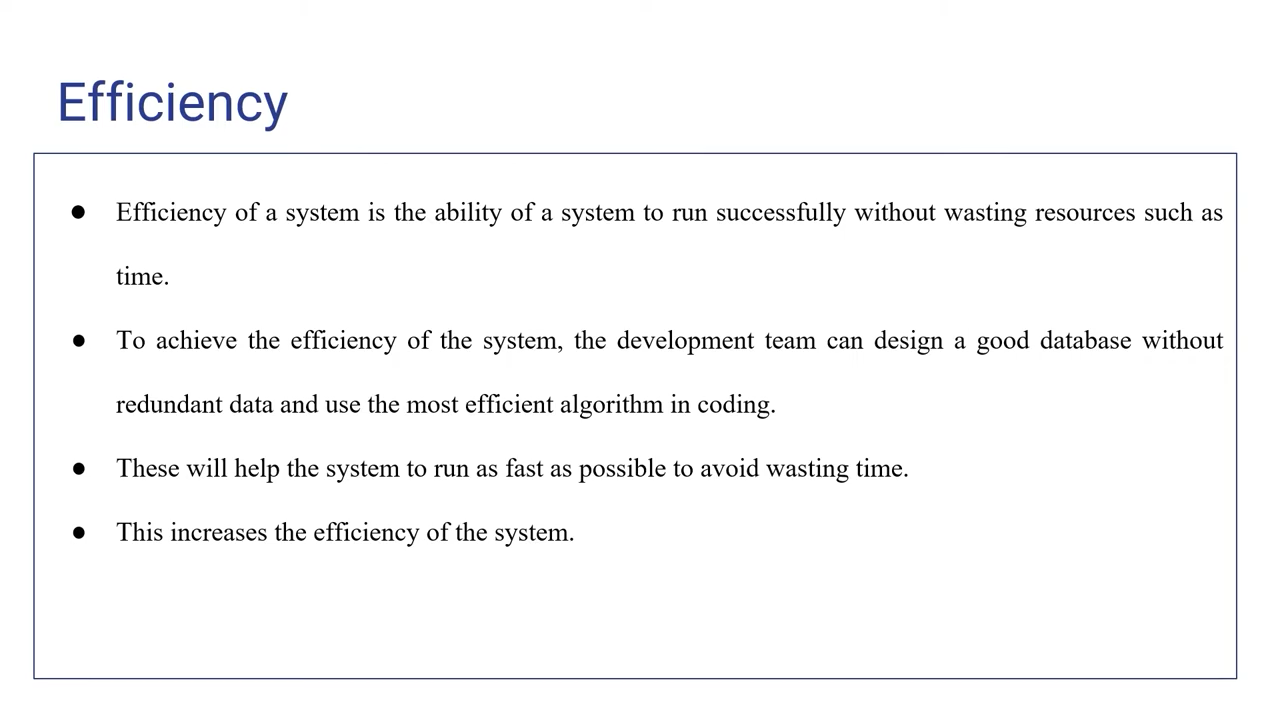 Efficiency
● Efficiency of a system is the ability of a system to run successfully without wasting resources such as
time.
● To achieve the efficiency of the system, the development team can design a good database without
redundant data and use the most efficient algorithm in coding.
● These will help the system to run as fast as possible to avoid wasting time.
● This increases the efficiency of the system.